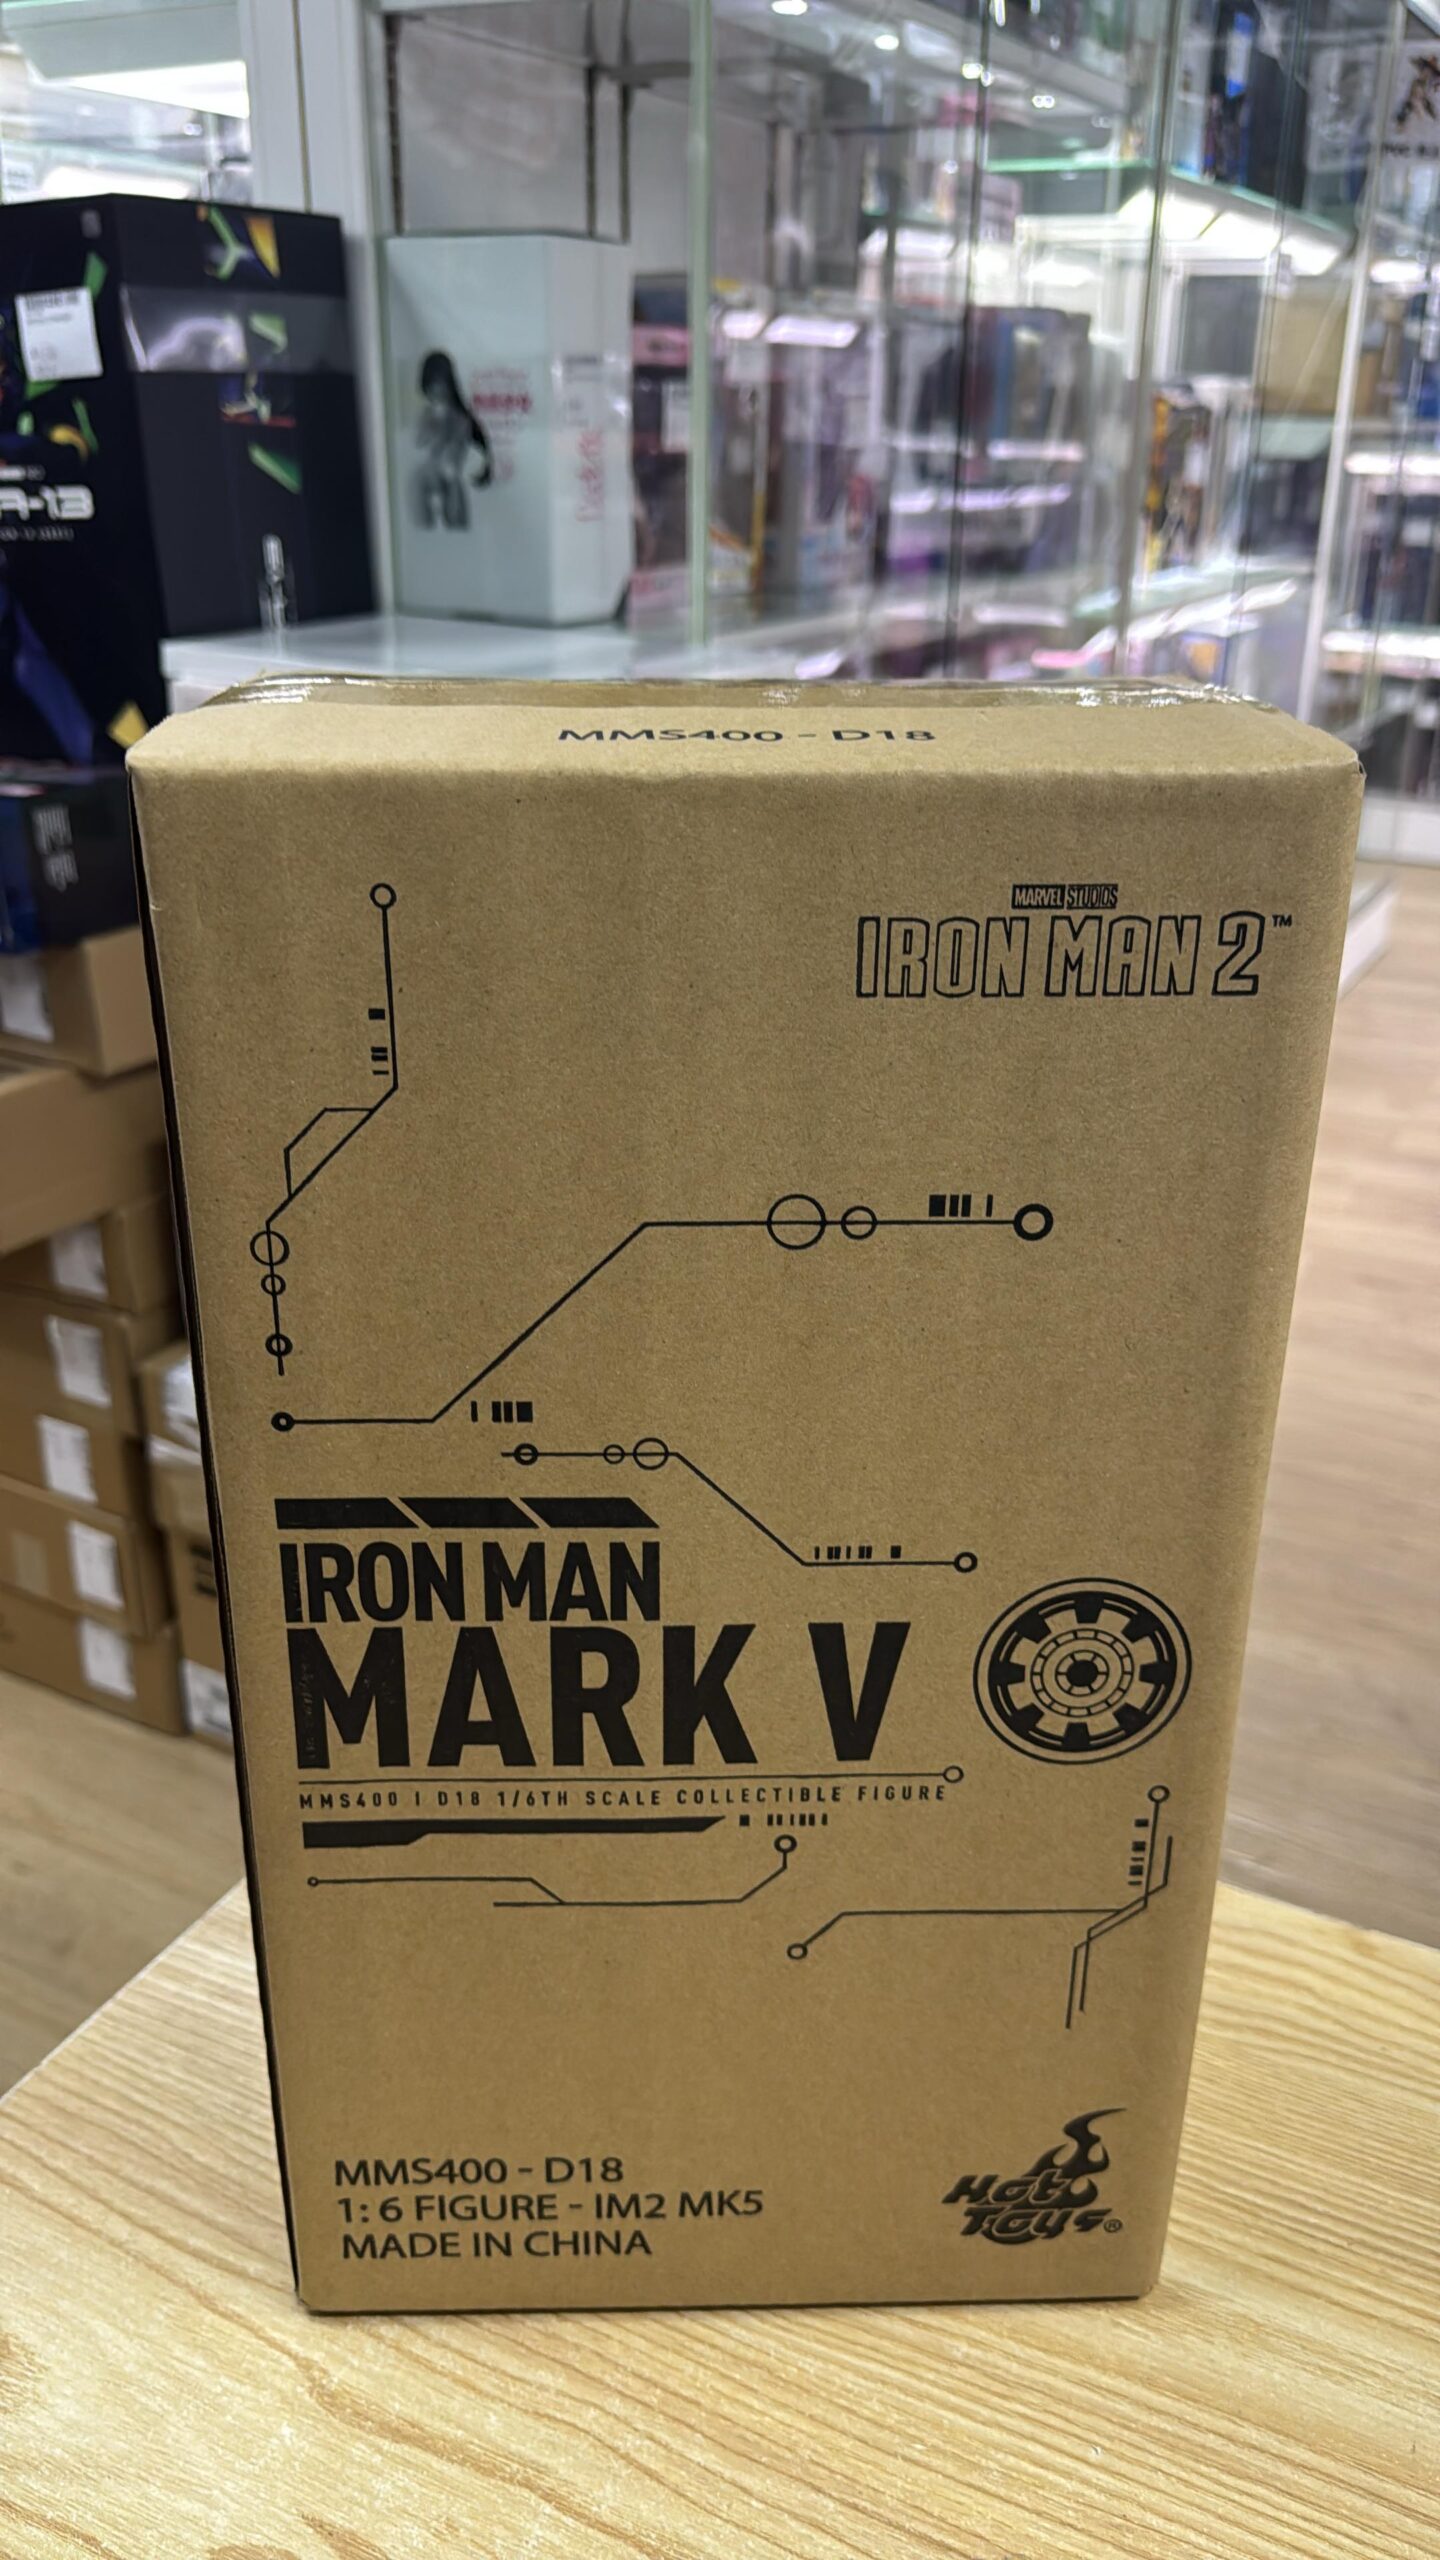 MMS400 - D18
MARVEL STUDIOS
IRON MAN 2™
IRON MAN
MARK V
MMS400 | D18 1/6TH SCALE COLLECTIBLE FIGURE
MMS400 - D18
1: 6 FIGURE - IM2 MK5
MADE IN CHINA
Hot
Toys®